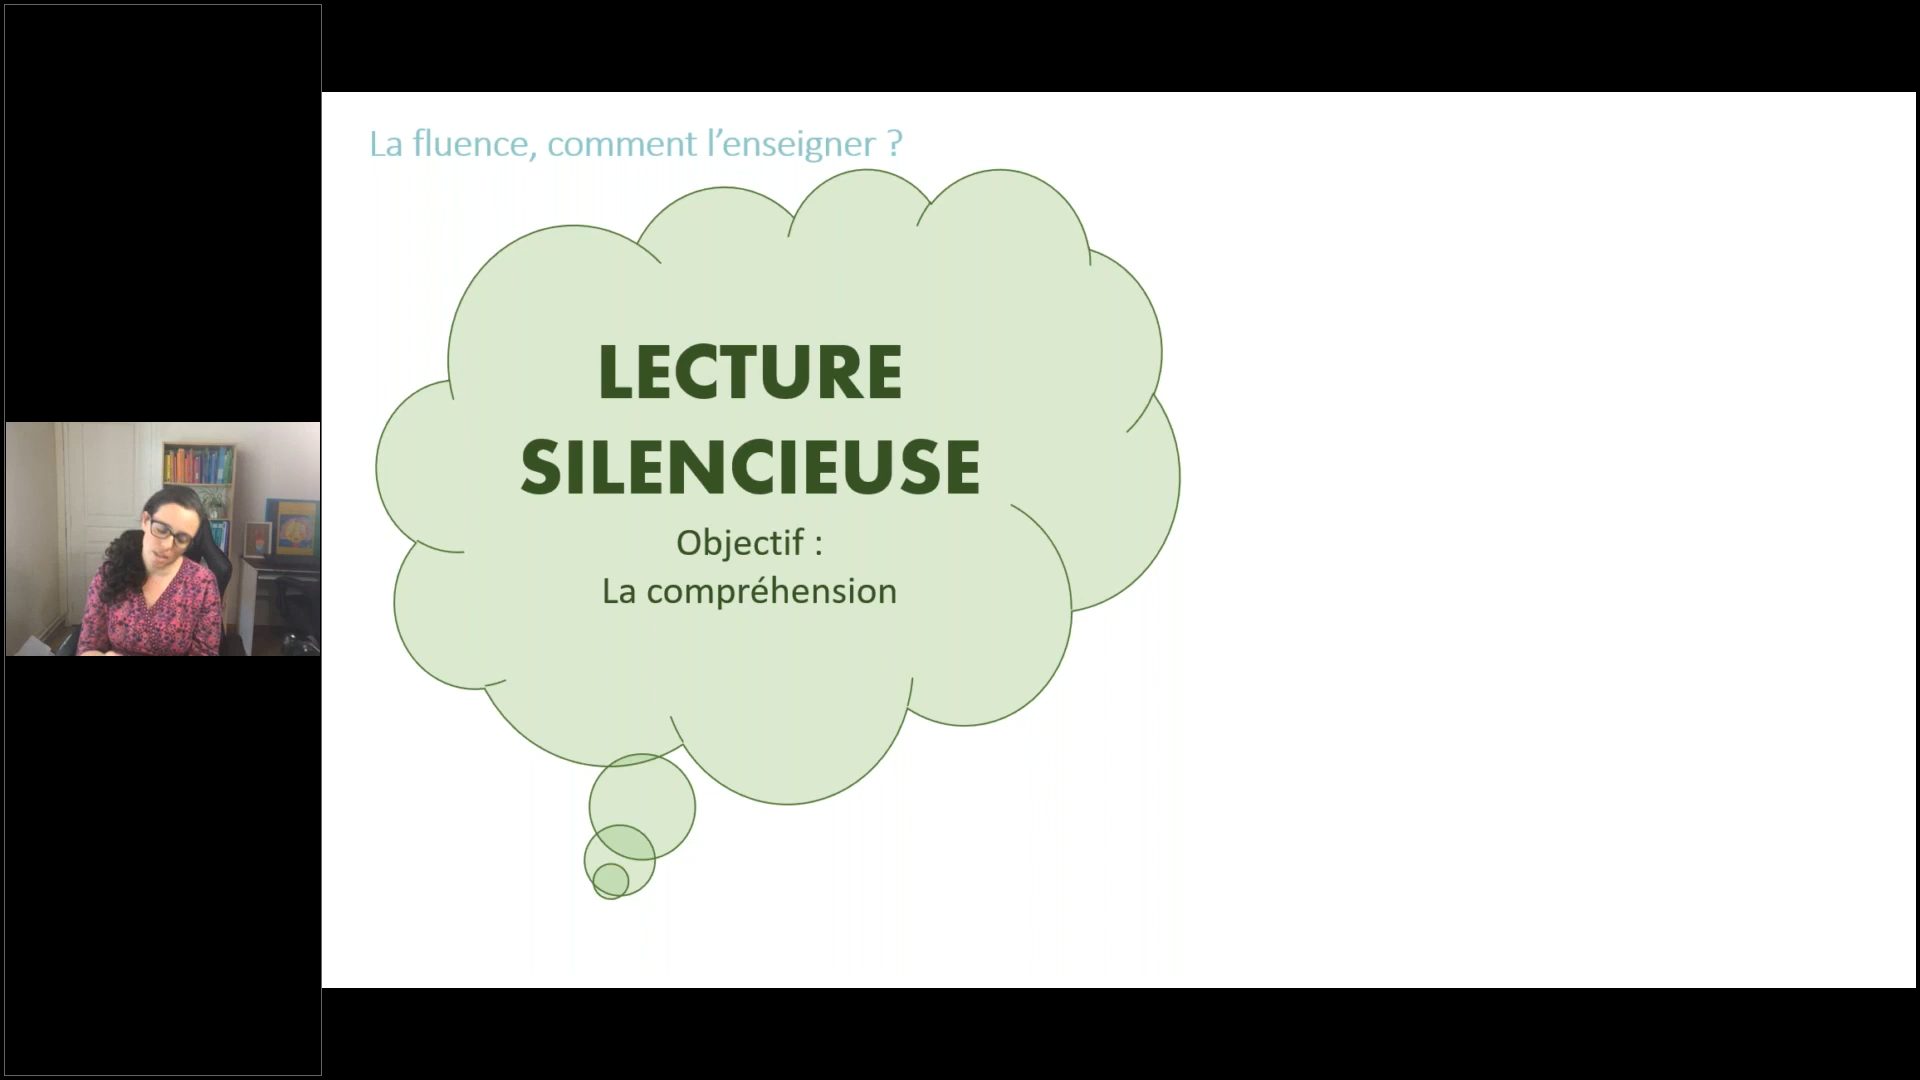 La fluence, comment l’enseigner ?
LECTURE
SILENCIEUSE
Objectif :
La compréhension